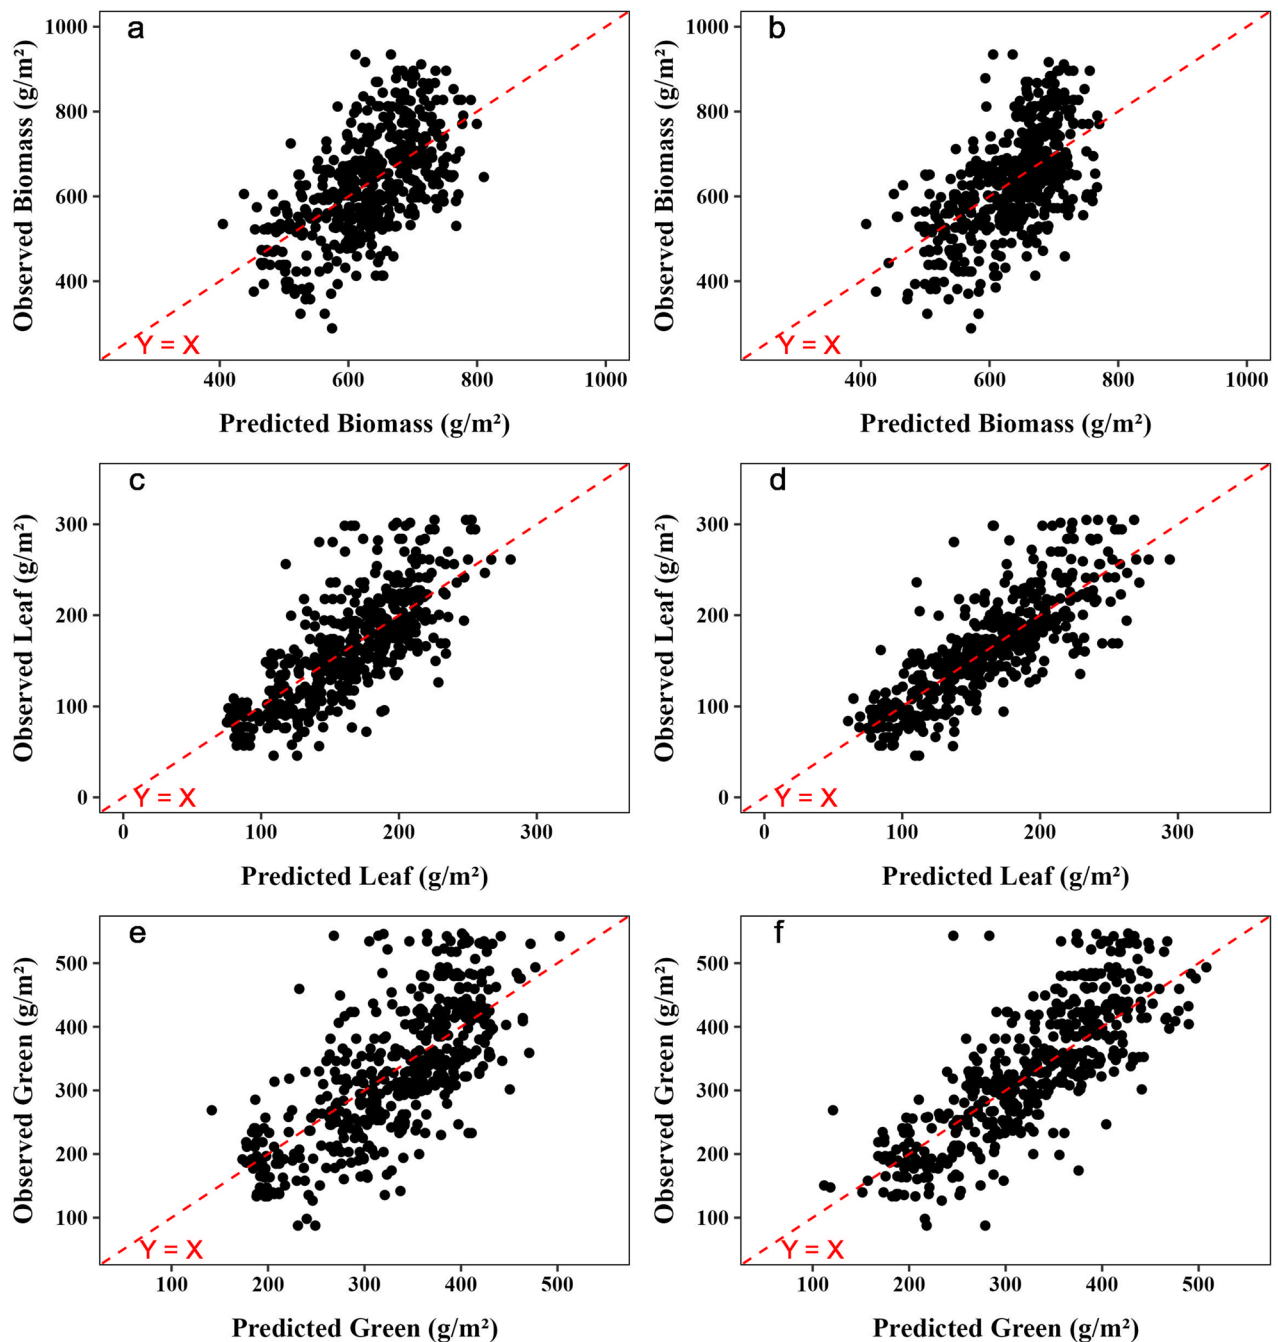 a
1000
800
600
400
Observed Biomass (g/m²)
Y = X
400 600 800 1000
Predicted Biomass (g/m²)
b
1000
800
600
400
Observed Biomass (g/m²)
Y = X
400 600 800 1000
Predicted Biomass (g/m²)
c
300
200
100
0
Observed Leaf (g/m²)
Y = X
0 100 200 300
Predicted Leaf (g/m²)
d
300
200
100
0
Observed Leaf (g/m²)
Y = X
0 100 200 300
Predicted Leaf (g/m²)
e
500
400
300
200
100
Observed Green (g/m²)
Y = X
100 200 300 400 500
Predicted Green (g/m²)
f
500
400
300
200
100
Observed Green (g/m²)
Y = X
100 200 300 400 500
Predicted Green (g/m²)